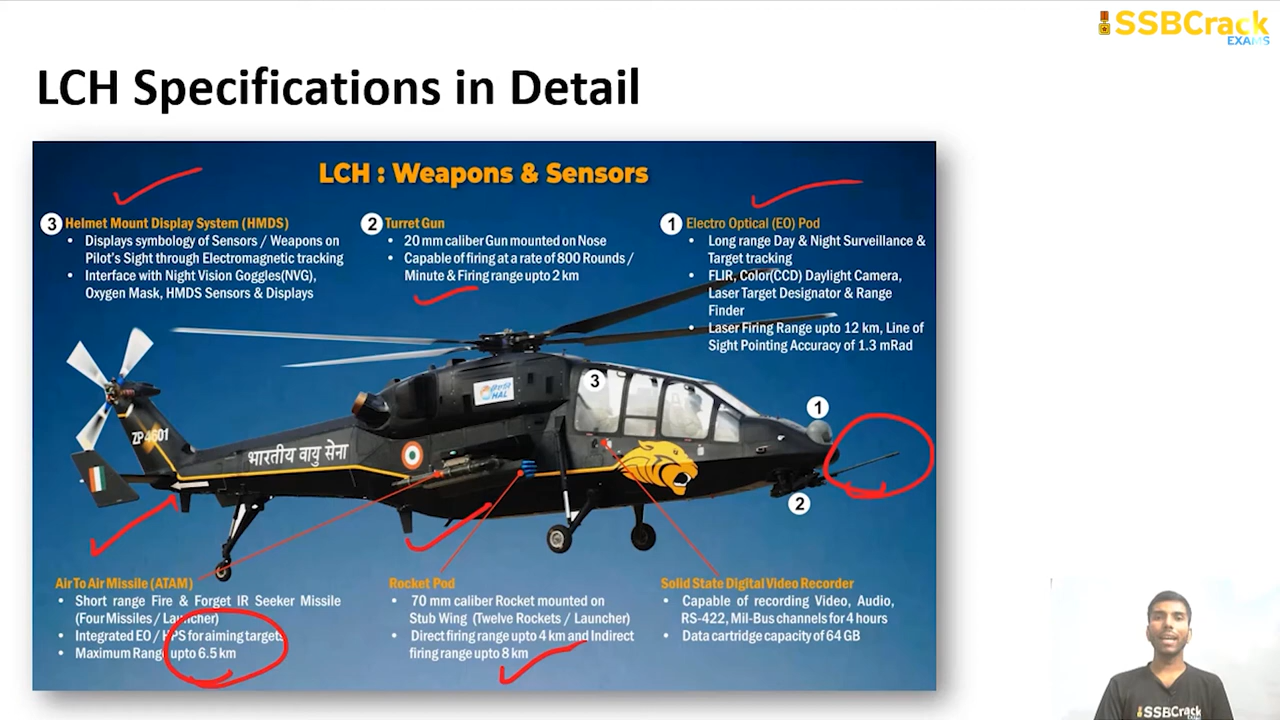 SSBCrack
EXAMS
LCH Specifications in Detail
LCH : Weapons & Sensors
3 Helmet Mount Display System (HMDS)
• Displays symbology of Sensors / Weapons on
Pilot's Sight through Electromagnetic tracking
• Interface with Night Vision Goggles(NVG),
Oxygen Mask, HMDS Sensors & Displays
2 Turret Gun
• 20 mm caliber Gun mounted on Nose
• Capable of firing at a rate of 800 Rounds /
Minute & Firing range upto 2 km
1 Electro Optical (EO) Pod
• Long range Day & Night Surveillance &
Target tracking
• FLIR, Color(CCD) Daylight Camera,
Laser Target Designator & Range
Finder
• Laser Firing Range upto 12 km, Line of
Sight Pointing Accuracy of 1.3 mRad
3
1
2
ZP4601
भारतीय वायु सेना
HAL
Air To Air Missile (ATAM)
• Short range Fire & Forget IR Seeker Missile
(Four Missiles / Launcher)
• Integrated EO / HPS for aiming targets
• Maximum Range upto 6.5 km
Rocket Pod
• 70 mm caliber Rocket mounted on
Stub Wing (Twelve Rockets / Launcher)
• Direct firing range upto 4 km and Indirect
firing range upto 8 km
Solid State Digital Video Recorder
• Capable of recording Video, Audio,
RS-422, Mil-Bus channels for 4 hours
• Data cartridge capacity of 64 GB
SSBCrack